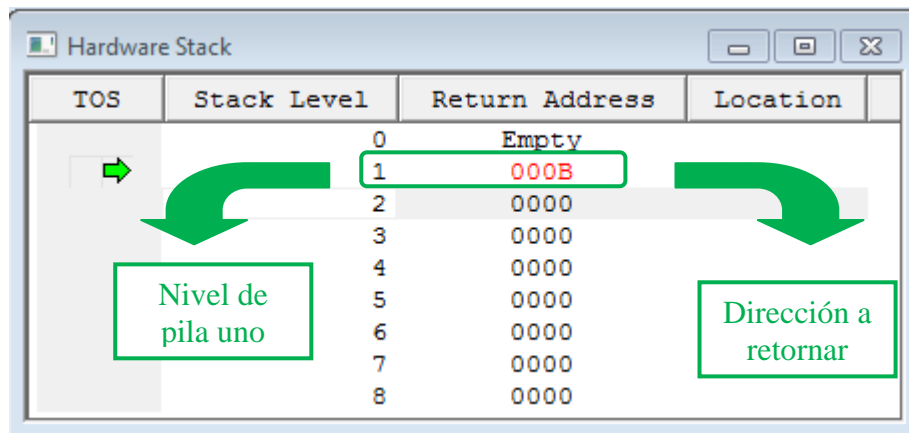 Hardware Stack
TOS Stack Level Return Address Location
0 Empty
1 000B
2 0000
3 0000
4 0000
5 0000
6 0000
7 0000
8 0000
Nivel de
pila uno
Dirección a
retornar